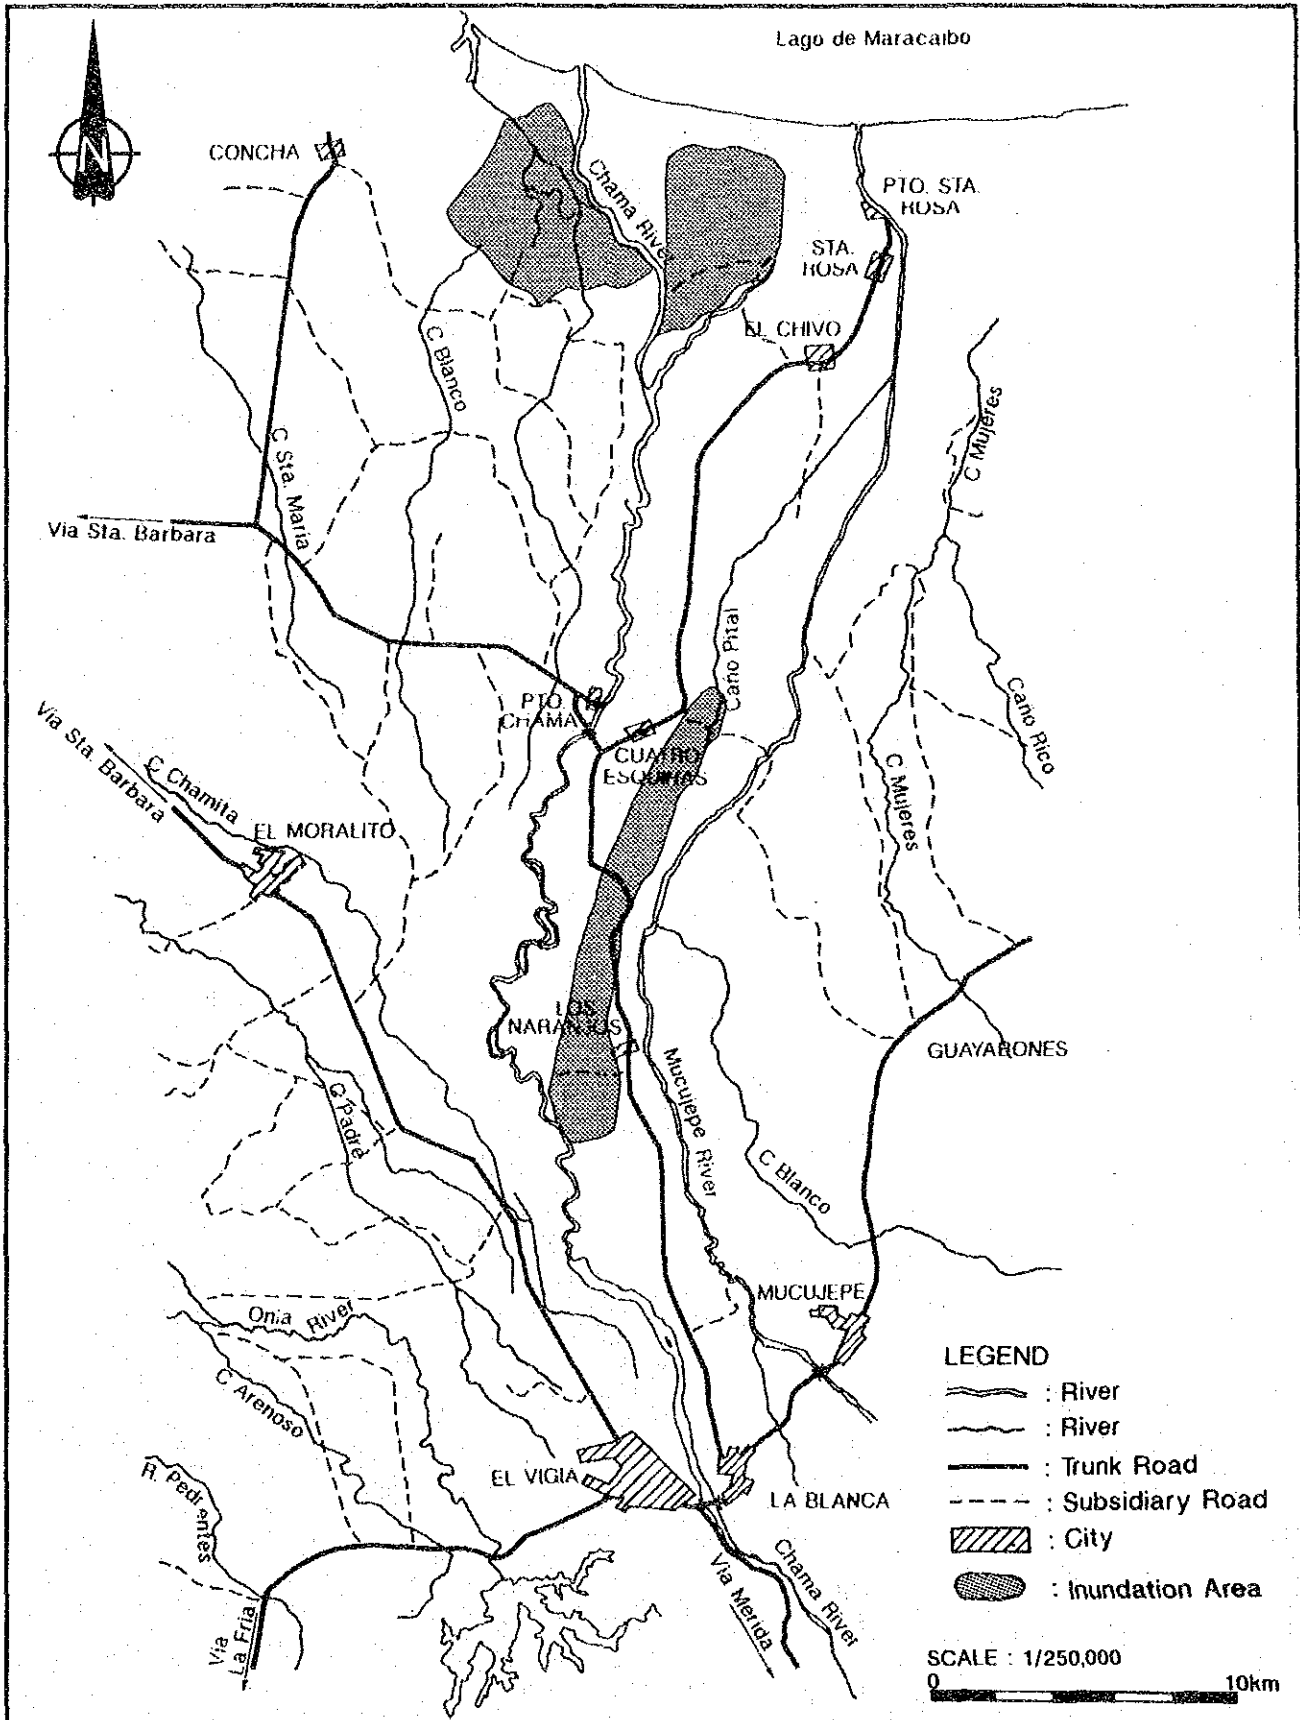 Lago de Maracaibo
N
CONCHA
Chama River
PTO. STA.
ROSA
STA.
ROSA
EL CHIVO
C Blanco
C Mujeres
C Sta. María
Via Sta. Barbara
Caño Pital
PTO.
CHAMA
CUATRO
ESQUINAS
Caño Rico
C Mujeres
Via Sta.
Barbara
C Chamita
EL MORALITO
LOS
NARANJOS
GUAYABONES
Mucujepe River
C Padre
C Blanco
MUCUJEPE
Onia River
C Arenoso
EL VIGIA
LA BLANCA
Chama River
Via Merida
Via
La Fria
LEGEND
: River
: River
: Trunk Road
: Subsidiary Road
: City
: Inundation Area
SCALE : 1/250,000
0 10km